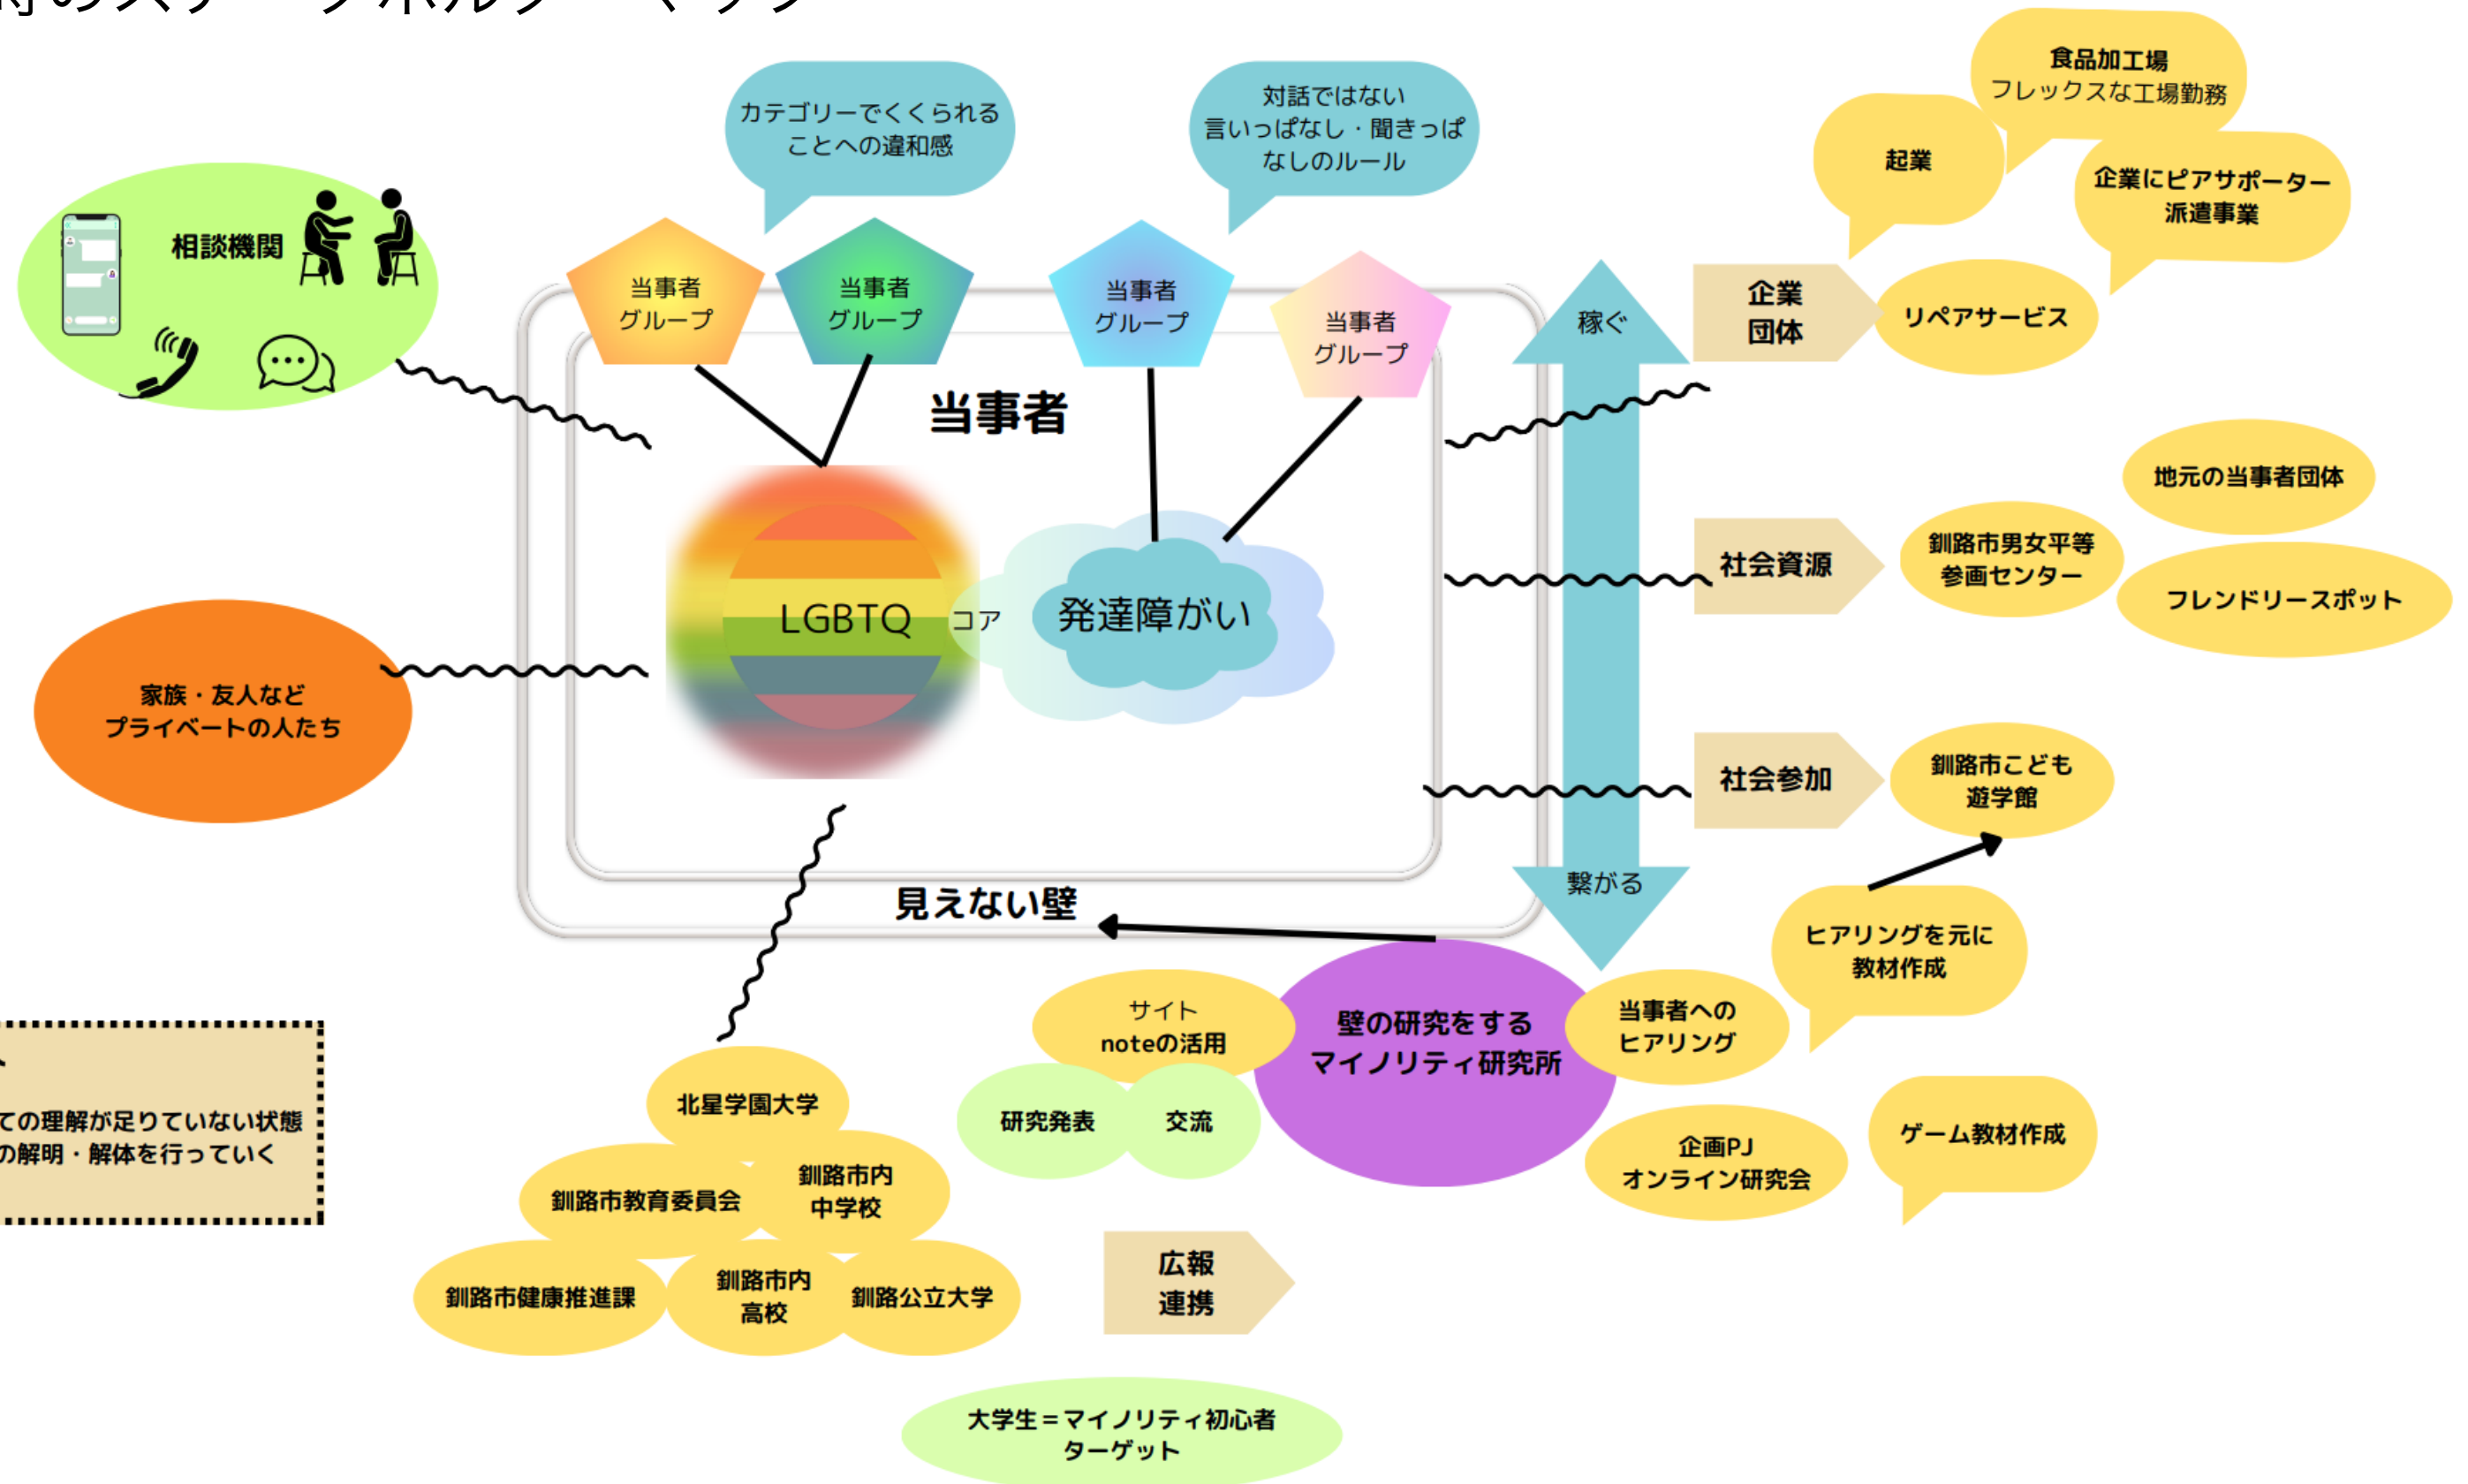 カテゴリーでくくられる
ことへの違和感
対話ではない
言いっぱなし・聞きっぱ
なしのルール
食品加工場
フレックスな工場勤務
起業
企業にピアサポーター
派遣事業
相談機関
当事者
グループ
当事者
グループ
当事者
グループ
当事者
グループ
当事者
稼ぐ
企業
団体
リペアサービス
地元の当事者団体
社会資源
釧路市男女平等
参画センター
フレンドリースポット
LGBTQ
コア
発達障がい
家族・友人など
プライベートの人たち
社会参加
釧路市こども
遊学館
繋がる
見えない壁
ヒアリングを元に
教材作成
サイト
noteの活用
壁の研究をする
マイノリティ研究所
当事者への
ヒアリング
研究発表
交流
企画PJ
オンライン研究会
ゲーム教材作成
ての理解が足りていない状態
の解明・解体を行っていく
北星学園大学
釧路市教育委員会
釧路市内
中学校
釧路市健康推進課
釧路市内
高校
釧路公立大学
広報
連携
大学生＝マイノリティ初心者
ターゲット